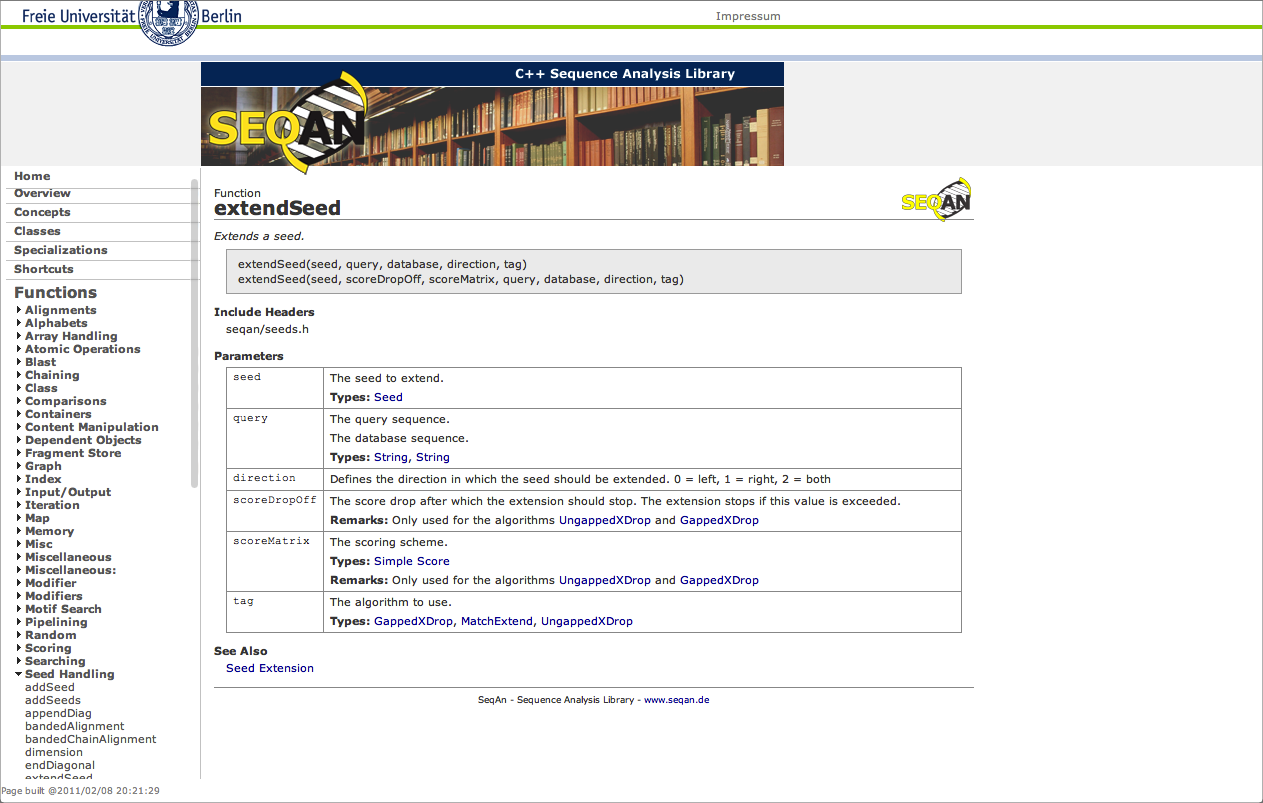 Freie Universität Berlin
Impressum
C++ Sequence Analysis Library
SEQAN
Home
Overview
Concepts
Classes
Specializations
Shortcuts
Functions
Alignments
Alphabets
Array Handling
Atomic Operations
Blast
Chaining
Class
Comparisons
Containers
Content Manipulation
Dependent Objects
Fragment Store
Graph
Index
Input/Output
Iteration
Map
Memory
Misc
Miscellaneous
Miscellaneous:
Modifier
Modifiers
Motif Search
Pipelining
Random
Scoring
Searching
Seed Handling
addSeed
addSeeds
appendDiag
bandedAlignment
bandedChainAlignment
dimension
endDiagonal
extendSeed
Function
extendSeed
SEQAN
Extends a seed.
extendSeed(seed, query, database, direction, tag)
extendSeed(seed, scoreDropOff, scoreMatrix, query, database, direction, tag)
Include Headers
seqan/seeds.h
Parameters
seed
The seed to extend.
Types: Seed
query
The query sequence.
The database sequence.
Types: String, String
direction
Defines the direction in which the seed should be extended. 0 = left, 1 = right, 2 = both
scoreDropOff
The score drop after which the extension should stop. The extension stops if this value is exceeded.
Remarks: Only used for the algorithms UngappedXDrop and GappedXDrop
scoreMatrix
The scoring scheme.
Types: Simple Score
Remarks: Only used for the algorithms UngappedXDrop and GappedXDrop
tag
The algorithm to use.
Types: GappedXDrop, MatchExtend, UngappedXDrop
See Also
Seed Extension
SeqAn - Sequence Analysis Library - www.seqan.de
Page built @2011/02/08 20:21:29